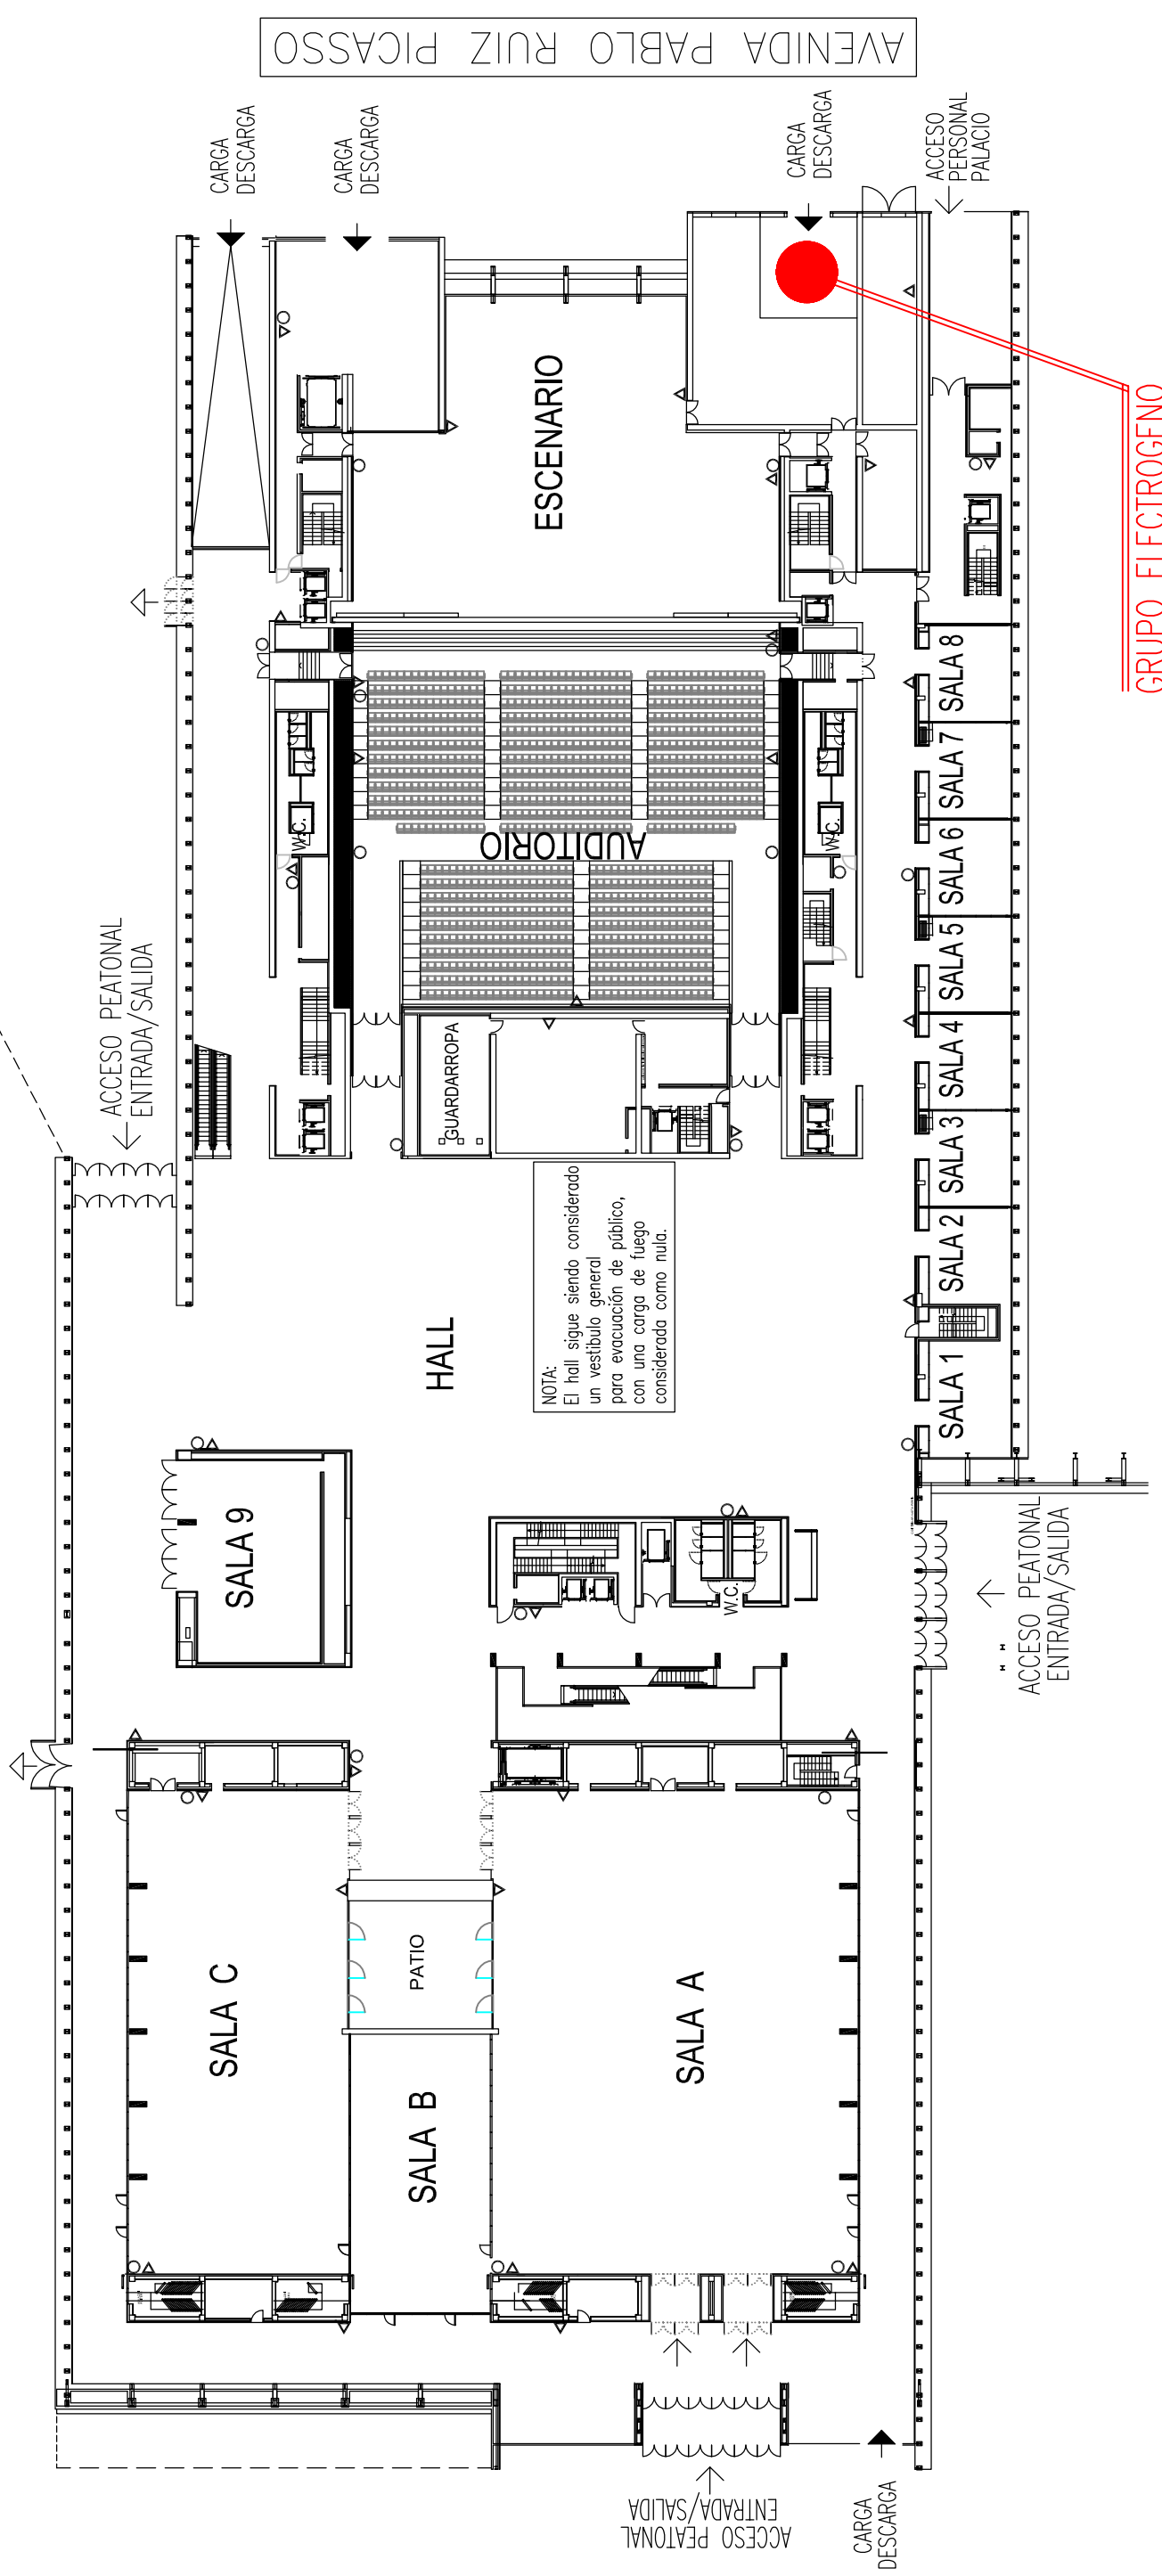 AVENIDA PABLO RUIZ PICASSO
CARGA
DESCARGA
CARGA
DESCARGA
CARGA
DESCARGA
ACCESO
PERSONAL
PALACIO
GRUPO ELECTROGENO
ESCENARIO
AUDITORIO
W.C.
W.C.
SALA 8
SALA 7
SALA 6
SALA 5
SALA 4
SALA 3
SALA 2
SALA 1
ACCESO PEATONAL
ENTRADA/SALIDA
GUARDARROPA
NOTA:
El hall sigue siendo considerado
un vestibulo general
para evacuación de público,
con una carga de fuego
considerada como nula.
HALL
SALA 9
W.C.
ACCESO PEATONAL
ENTRADA/SALIDA
SALA C
PATIO
SALA B
SALA A
ACCESO PEATONAL
ENTRADA/SALIDA
CARGA
DESCARGA